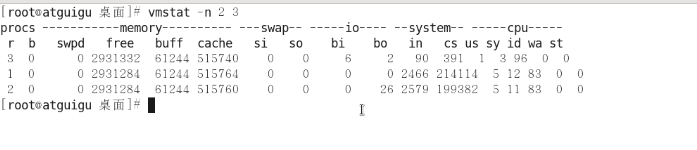 [root@atguigu 桌面]# vmstat -n 2 3
procs -----------memory---------- ---swap-- -----io---- --system-- -----cpu-----
 r  b   swpd   free   buff  cache   si   so    bi    bo   in   cs us sy id wa st
 3  0      0 2931332  61244 515740    0    0     6     2   90  391  1  3 96  0  0
 1  0      0 2931284  61244 515764    0    0     0     0 2466 214114  5 12 83  0  0
 2  0      0 2931284  61244 515760    0    0     0    26 2579 199382  5 11 83  0  0
[root@atguigu 桌面]#